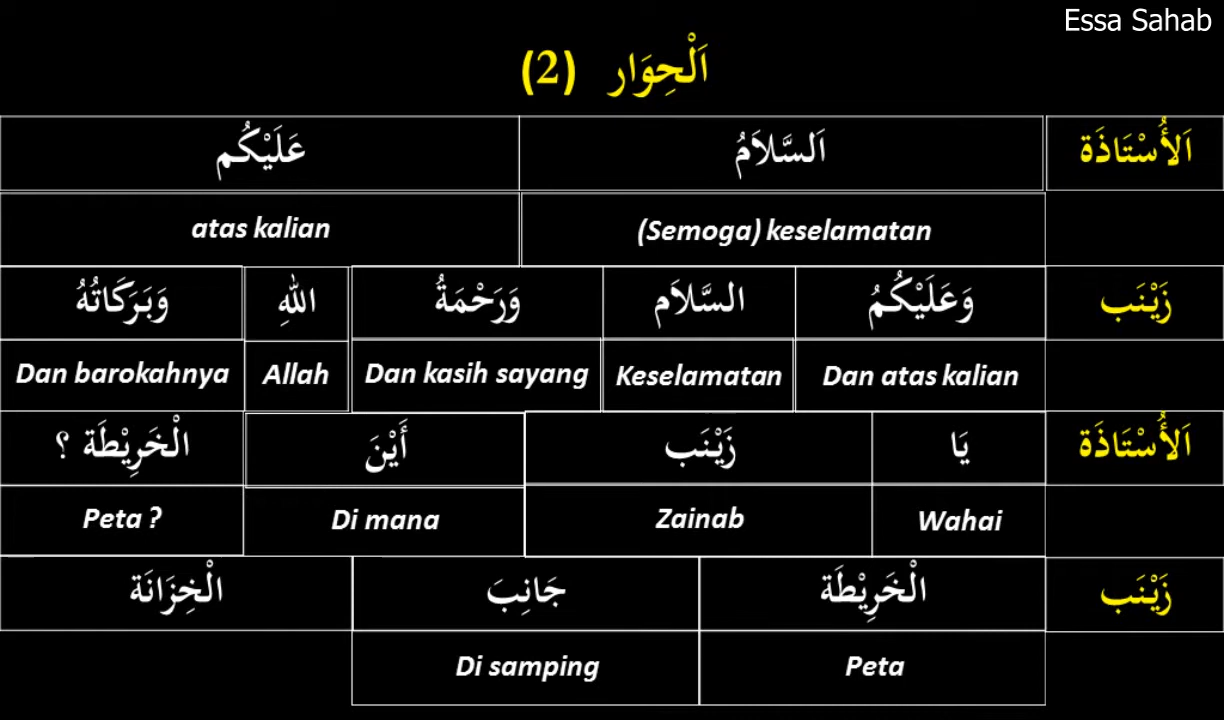 Essa Sahab
اَلْحِوَار (2)
اَلأُسْتَاذَة اَلسَّلاَمُ عَلَيْكُم
(Semoga) keselamatan atas kalian
زَيْنَب وَعَلَيْكُمُ السَّلاَم وَرَحْمَةُ اللهِ وَبَرَكَاتُهُ
Dan atas kalian Keselamatan Dan kasih sayang Allah Dan barokahnya
اَلأُسْتَاذَة يَا زَيْنَب أَيْنَ الْخَرِيْطَة ؟
Wahai Zainab Di mana Peta ?
زَيْنَب الْخَرِيْطَة جَانِبَ الْخِزَانَة
Peta Di samping